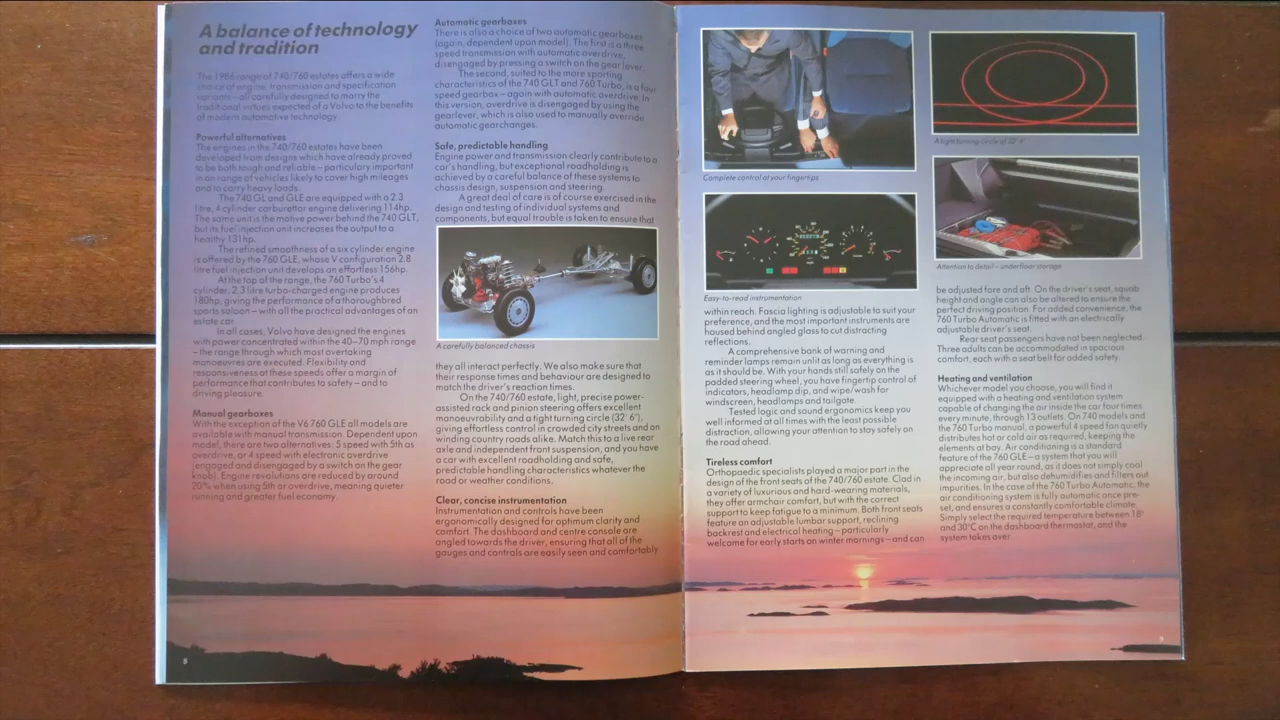 A balance of technology
and tradition
The 1986 range of 740/760 estates offers a wide
choice of engine, transmission and specification
variants – all carefully designed to marry the
traditional virtues expected of a Volvo to the benefits
of modern automotive technology.
Powerful alternatives
The engines in the 740/760 estates have been
developed from designs which have already proved
to be both tough and reliable – particulary important
in an range of vehicles likely to cover high mileages
and to carry heavy loads.
The 740 GL and GLE are equipped with a 2.3
litre, 4 cylinder carburettor engine delivering 114hp.
The same unit is the motive power behind the 740 GLT,
but its fuel injection unit increases the output to a
healthy 131hp.
The refined smoothness of a six cylinder engine
is offered by the 760 GLE, whose V configuration 2.8
litre fuel injection unit develops an effortless 156hp.
At the top of the range, the 760 Turbo's 4
cylinder, 2.3 litre turbo-charged engine produces
180hp, giving the performance of a thoroughbred
sports saloon – with all the practical advantages of an
estate car.
In all cases, Volvo have designed the engines
with power concentrated within the 40–70 mph range
– the range through which most overtaking
manoeuvres are executed. Flexibility and
responsiveness at these speeds offer a margin of
performance that contributes to safety – and to
driving pleasure.
Manual gearboxes
With the exception of the V6 760 GLE all models are
available with manual transmission. Dependent upon
model, there are two alternatives: 5 speed with 5th as
overdrive, or 4 speed with electronic overdrive
(engaged and disengaged by a switch on the gear
knob). Engine revolutions are reduced by around
20% when using 5th or overdrive, meaning quieter
running and greater fuel economy.
5
Automatic gearboxes
There is also a choice of two automatic gearboxes
(again, dependent upon model). The first is a three
speed transmission with automatic overdrive,
disengaged by pressing a switch on the gear lever.
The second, suited to the more sporting
characteristics of the 740 GLT and 760 Turbo, is a four
speed gearbox – again with automatic overdrive. In
this version, overdrive is disengaged by using the
gearlever, which is also used to manually override
automatic gearchanges.
Safe, predictable handling
Engine power and transmission clearly contribute to a
car's handling, but exceptional roadholding is
achieved by a careful balance of these systems to
chassis design, suspension and steering.
A great deal of care is of course exercised in the
design and testing of individual systems and
components, but equal trouble is taken to ensure that
A carefully balanced chassis
they all interact perfectly. We also make sure that
their response times and behaviour are designed to
match the driver's reaction times.
On the 740/760 estate, light, precise power-
assisted rack and pinion steering offers excellent
manoeuvrability and a tight turning circle (32' 6"),
giving effortless control in crowded city streets and on
winding country roads alike. Match this to a live rear
axle and independent front suspension, and you have
a car with excellent roadholding and safe,
predictable handling characteristics whatever the
road or weather conditions.
Clear, concise instrumentation
Instrumentation and controls have been
ergonomically designed for optimum clarity and
comfort. The dashboard and centre console are
angled towards the driver, ensuring that all of the
gauges and controls are easily seen and comfortably
Complete control at your fingertips
Easy-to-read instrumentation
within reach. Fascia lighting is adjustable to suit your
preference, and the most important instruments are
housed behind angled glass to cut distracting
reflections.
A comprehensive bank of warning and
reminder lamps remain unlit as long as everything is
as it should be. With your hands still safely on the
padded steering wheel, you have fingertip control of
indicators, headlamp dip, and wipe/wash for
windscreen, headlamps and tailgate.
Tested logic and sound ergonomics keep you
well informed at all times with the least possible
distraction, allowing your attention to stay safely on
the road ahead.
Tireless comfort
Orthopaedic specialists played a major part in the
design of the front seats of the 740/760 estate. Clad in
a variety of luxurious and hard-wearing materials,
they offer armchair comfort, but with the correct
support to keep fatigue to a minimum. Both front seats
feature an adjustable lumbar support, reclining
backrest and electrical heating – particularly
welcome for early starts on winter mornings – and can
A tight turning circle of 32' 6"
Attention to detail – underfloor storage
be adjusted fore and aft. On the driver's seat, squab
height and angle can also be altered to ensure the
perfect driving position. For added convenience, the
760 Turbo Automatic is fitted with an electrically
adjustable driver's seat.
Rear seat passengers have not been neglected.
Three adults can be accommodated in spacious
comfort, each with a seat belt for added safety.
Heating and ventilation
Whichever model you choose, you will find it
equipped with a heating and ventilation system
capable of changing the air inside the car four times
every minute, through 13 outlets. On 740 models and
the 760 Turbo manual, a powerful 4 speed fan quietly
distributes hot or cold air as required, keeping the
elements at bay. Air conditioning is a standard
feature of the 760 GLE – a system that you will
appreciate all year round, as it does not simply cool
the incoming air, but also dehumidifies and filters out
impurities. In the case of the 760 Turbo Automatic, the
air conditioning system is fully automatic once pre-
set, and ensures a constantly comfortable climate.
Simply select the required temperature between 18°
and 30°C on the dashboard thermostat, and the
system takes over.